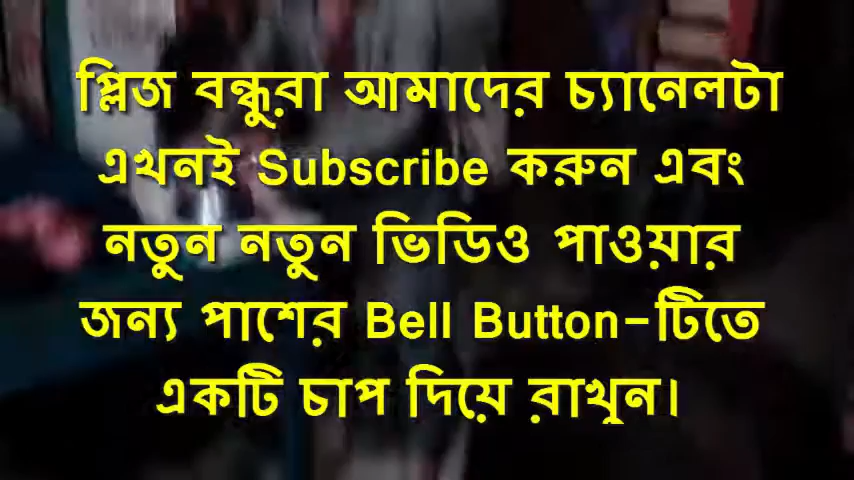 প্লিজ বন্ধুরা আমাদের চ্যানেলটা
এখনই Subscribe করুন এবং
নতুন নতুন ভিডিও পাওয়ার
জন্য পাশের Bell Button-টিতে
একটি চাপ দিয়ে রাখুন।